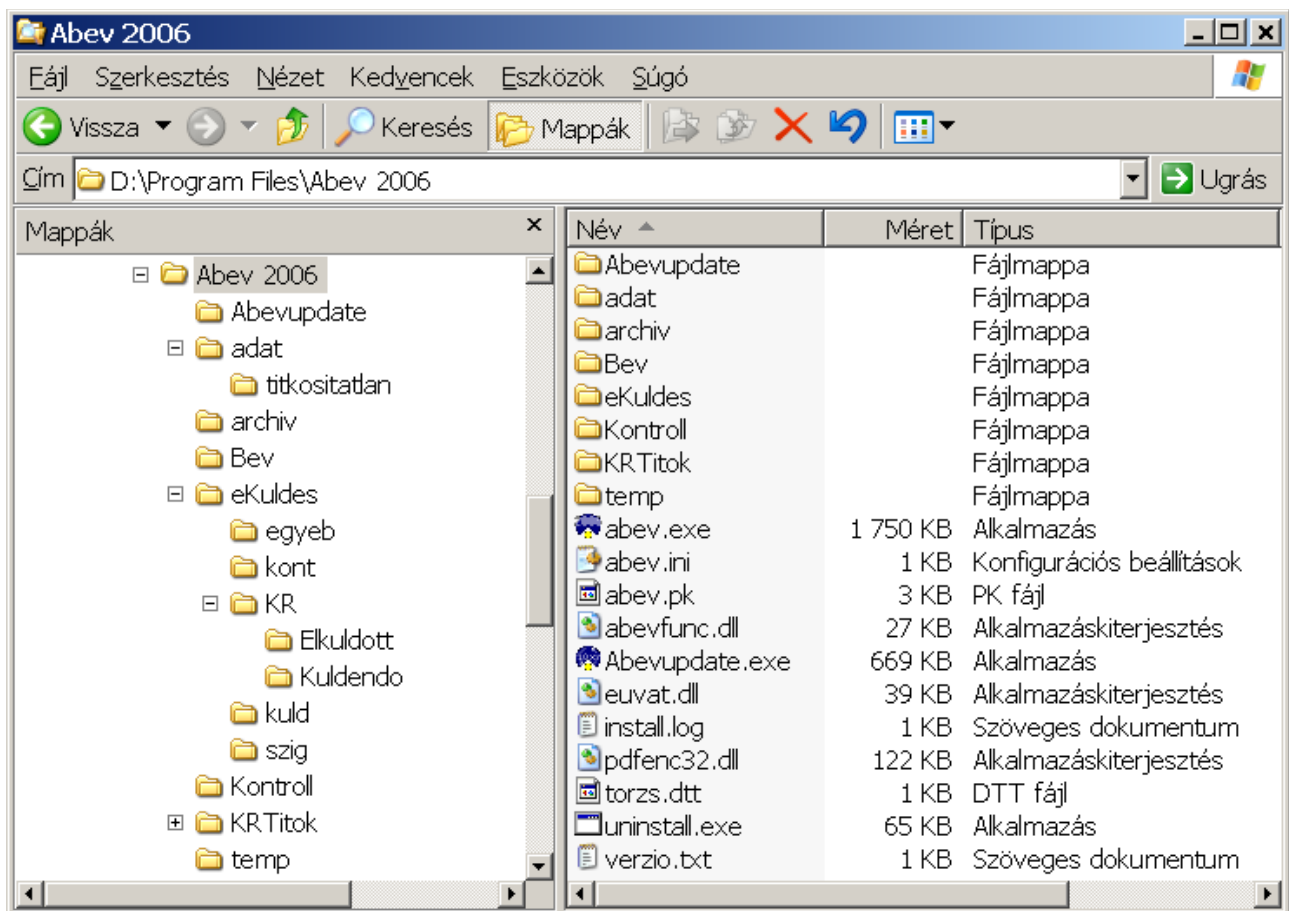 Abev 2006
Fájl Szerkesztés Nézet Kedvencek Eszközök Súgó
Vissza Keresés Mappák
Cím D:\Program Files\Abev 2006 Ugrás
Mappák
Abev 2006
Abevupdate
adat
titkositatlan
archiv
Bev
eKuldes
egyeb
kont
KR
Elkuldott
Kuldendo
kuld
szig
Kontroll
KRTitok
temp
Név Méret Típus
Abevupdate Fájlmappa
adat Fájlmappa
archiv Fájlmappa
Bev Fájlmappa
eKuldes Fájlmappa
Kontroll Fájlmappa
KRTitok Fájlmappa
temp Fájlmappa
abev.exe 1 750 KB Alkalmazás
abev.ini 1 KB Konfigurációs beállítások
abev.pk 3 KB PK fájl
abevfunc.dll 27 KB Alkalmazáskiterjesztés
Abevupdate.exe 669 KB Alkalmazás
euvat.dll 39 KB Alkalmazáskiterjesztés
install.log 1 KB Szöveges dokumentum
pdfenc32.dll 122 KB Alkalmazáskiterjesztés
torzs.dtt 1 KB DTT fájl
uninstall.exe 65 KB Alkalmazás
verzio.txt 1 KB Szöveges dokumentum